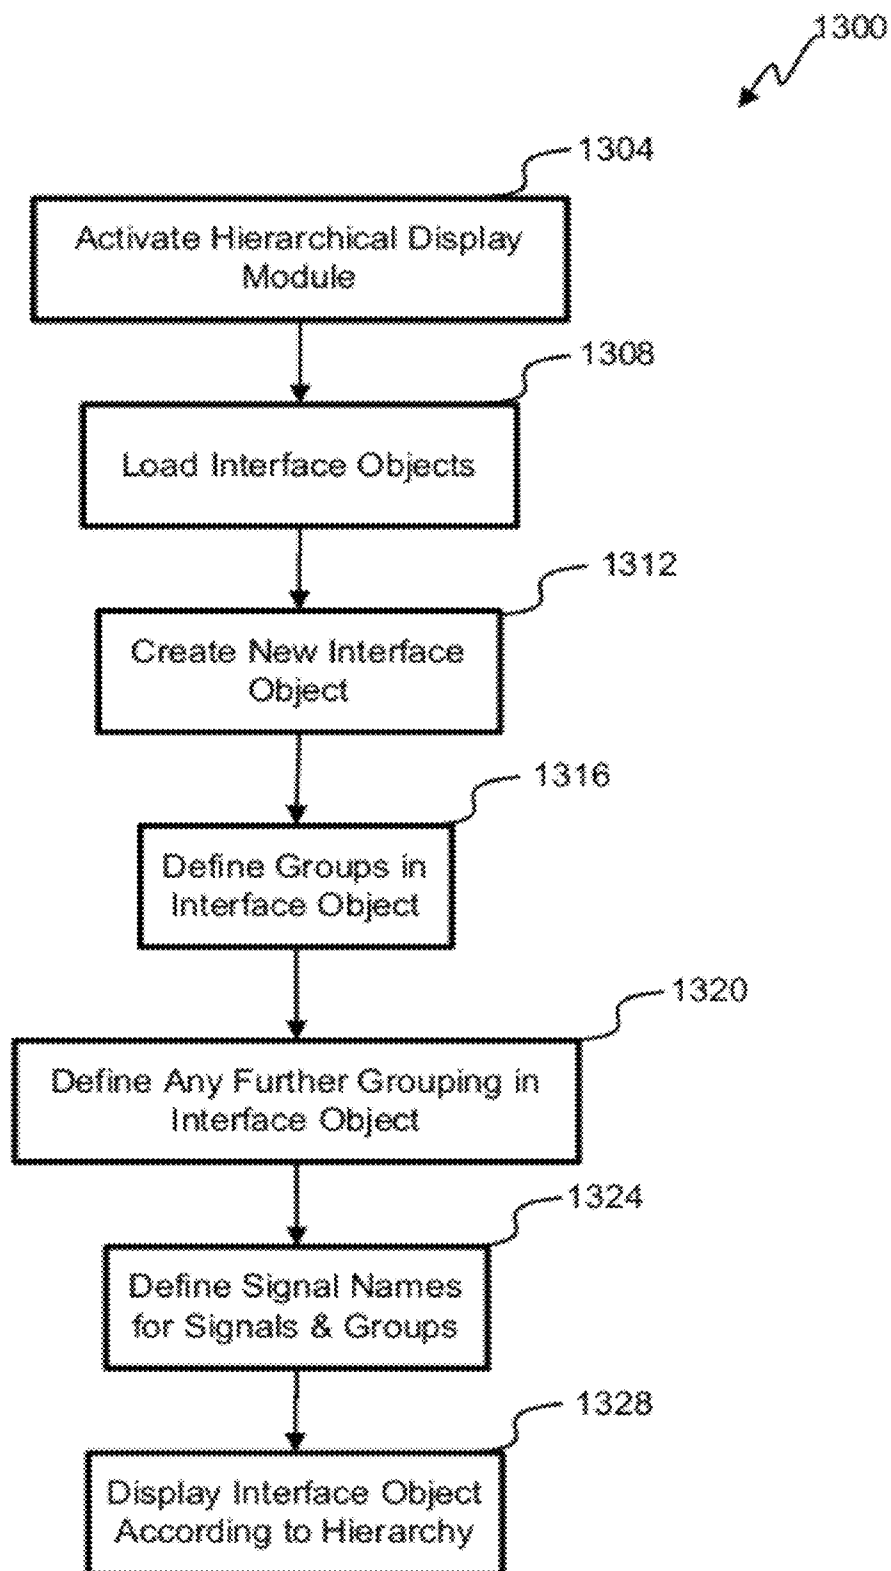 1300
1304
Activate Hierarchical Display
Module
1308
Load Interface Objects
1312
Create New Interface
Object
1316
Define Groups in
Interface Object
1320
Define Any Further Grouping in
Interface Object
1324
Define Signal Names
for Signals & Groups
1328
Display Interface Object
According to Hierarchy